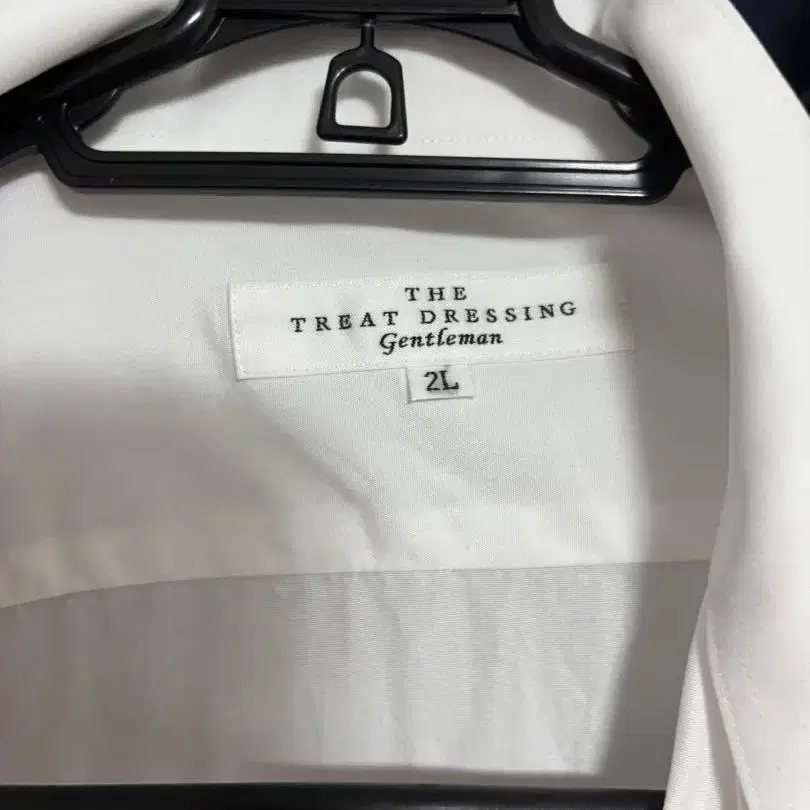 THE
TREAT DRESSING
Gentleman
2L